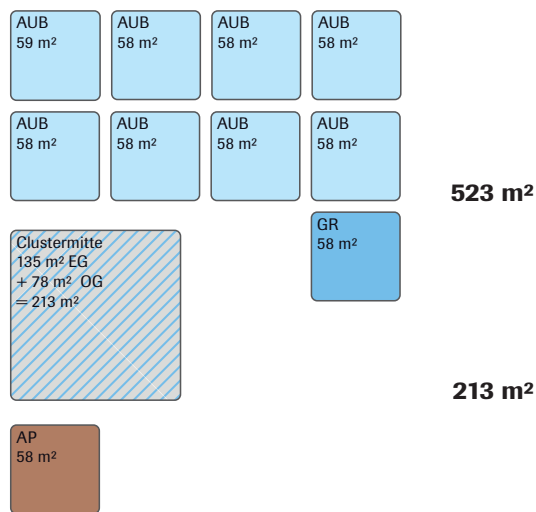 AUB
59 m²
AUB
58 m²
AUB
58 m²
AUB
58 m²
AUB
58 m²
AUB
58 m²
AUB
58 m²
AUB
58 m²
523 m²
GR
58 m²
Clustermitte
135 m² EG
+ 78 m² OG
= 213 m²
213 m²
AP
58 m²